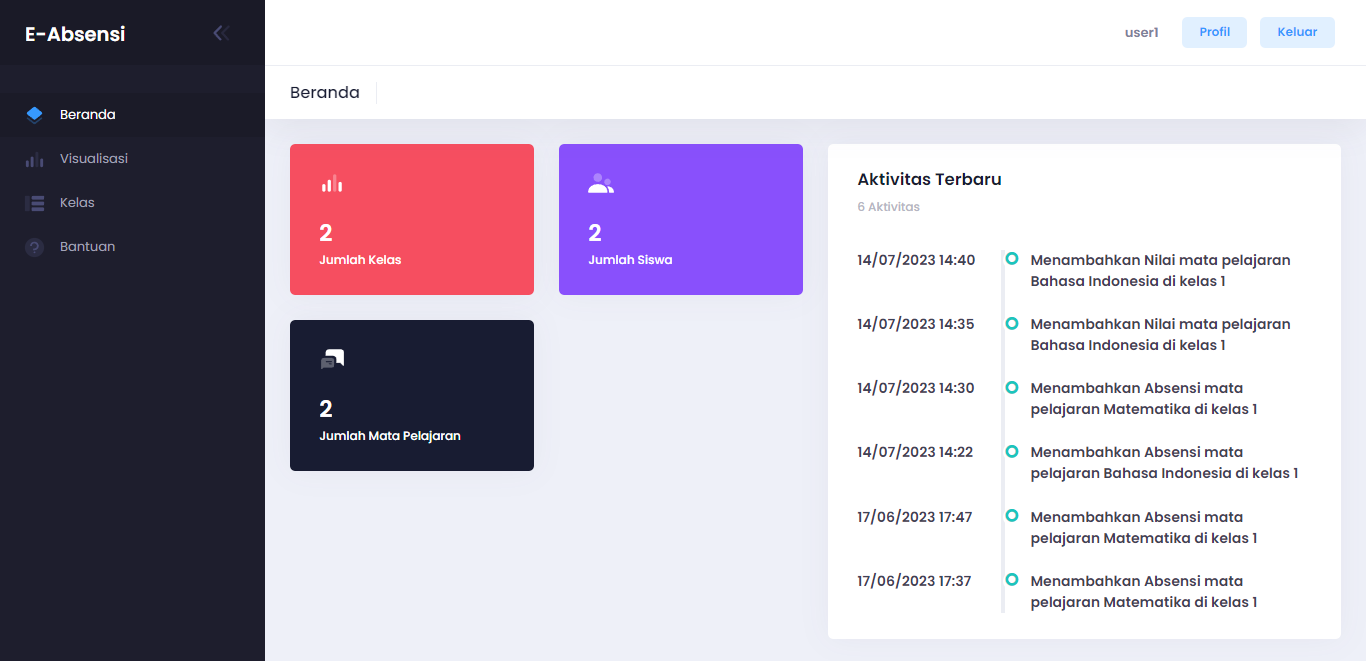 E-Absensi
user1
Profil
Keluar
Beranda
Visualisasi
Kelas
Bantuan
Beranda
2
Jumlah Kelas
2
Jumlah Siswa
2
Jumlah Mata Pelajaran
Aktivitas Terbaru
6 Aktivitas
14/07/2023 14:40
Menambahkan Nilai mata pelajaran
Bahasa Indonesia di kelas 1
14/07/2023 14:35
Menambahkan Nilai mata pelajaran
Bahasa Indonesia di kelas 1
14/07/2023 14:30
Menambahkan Absensi mata
pelajaran Matematika di kelas 1
14/07/2023 14:22
Menambahkan Absensi mata
pelajaran Bahasa Indonesia di kelas 1
17/06/2023 17:47
Menambahkan Absensi mata
pelajaran Matematika di kelas 1
17/06/2023 17:37
Menambahkan Absensi mata
pelajaran Matematika di kelas 1